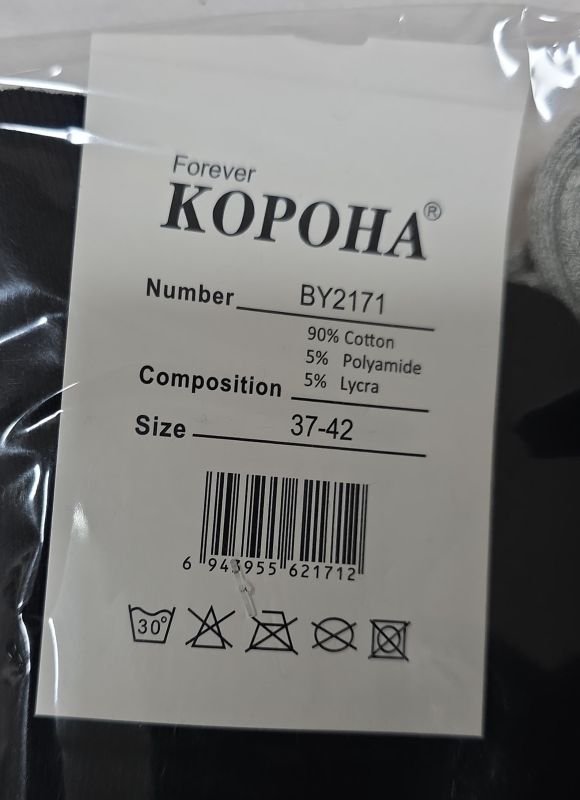 Forever
КОРОНА®
Number BY2171
90% Cotton
5% Polyamide
Composition 5% Lycra
Size 37-42
6 943955 621712
30°